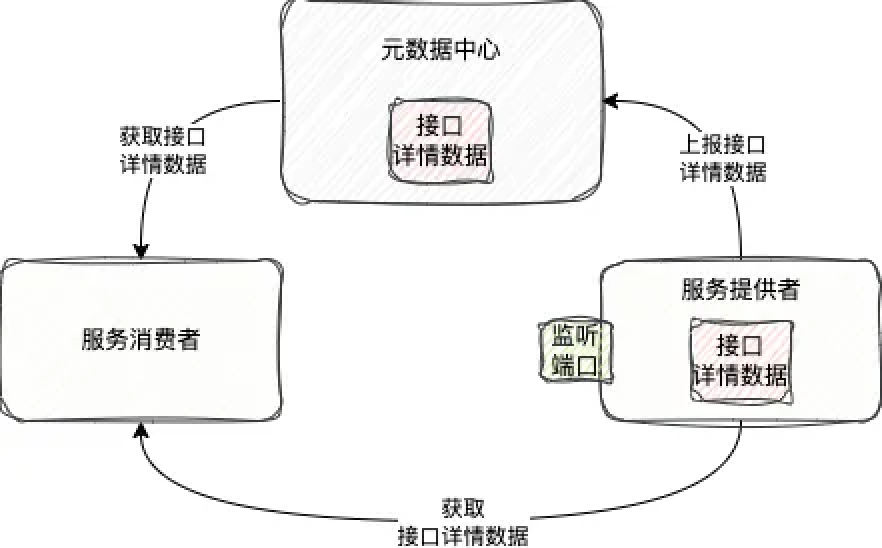 元数据中心
接口
详情数据
获取接口
详情数据
上报接口
详情数据
服务消费者
服务提供者
监听
端口
接口
详情数据
获取
接口详情数据